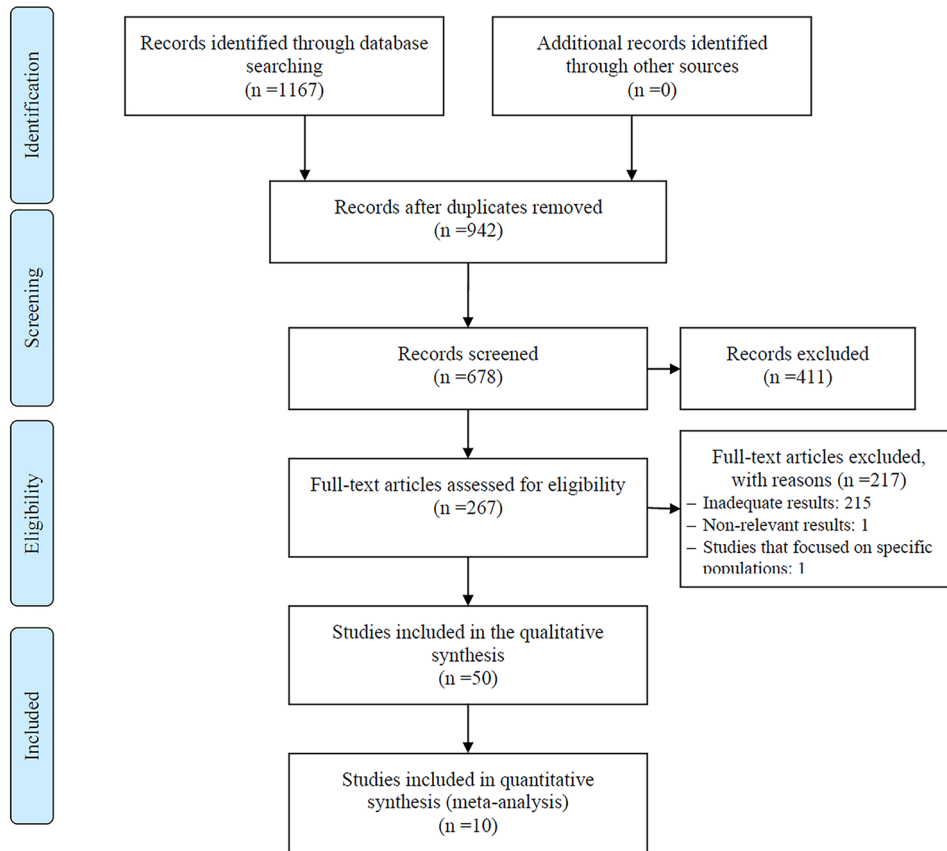 Identification
Records identified through database
searching
(n =1167)
Additional records identified
through other sources
(n =0)
Records after duplicates removed
(n =942)
Screening
Records screened
(n =678)
Records excluded
(n =411)
Eligibility
Full-text articles assessed for eligibility
(n =267)
Full-text articles excluded,
with reasons (n =217)
– Inadequate results: 215
– Non-relevant results: 1
– Studies that focused on specific
populations: 1
Included
Studies included in the qualitative
synthesis
(n =50)
Studies included in quantitative
synthesis (meta-analysis)
(n =10)